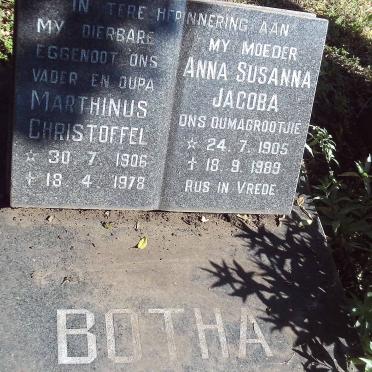 IN TERE HERINNERING AAN
MY DIERBARE
EGGENOOT ONS
VADER EN OUPA
MARTHINUS
CHRISTOFFEL
☆ 30 7 1906
✝ 18 4 1978
MY MOEDER
ANNA SUSANNA
JACOBA
ONS OUMAGROOTJIE
☆ 24. 7. 1905
✝ 18. 9. 1989
RUS IN VREDE
BOTHA